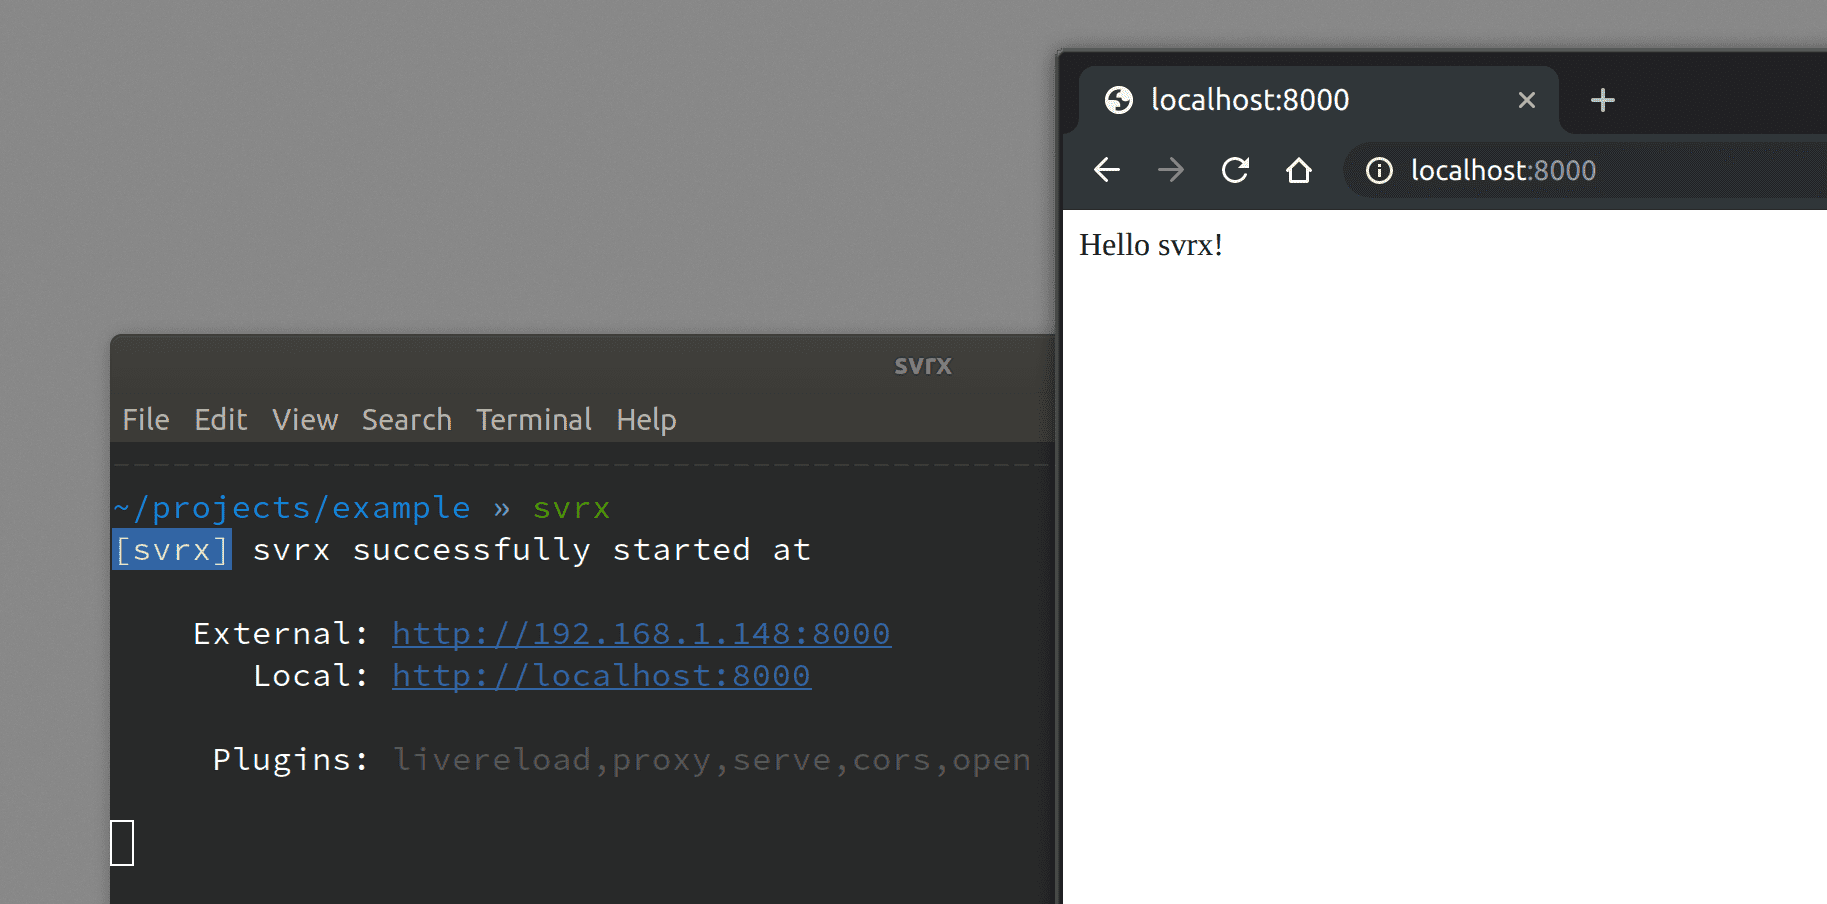 localhost:8000
localhost:8000
Hello svrx!
svrx
File Edit View Search Terminal Help
~/projects/example » svrx
[svrx] svrx successfully started at
External: http://192.168.1.148:8000
Local: http://localhost:8000
Plugins: livereload,proxy,serve,cors,open